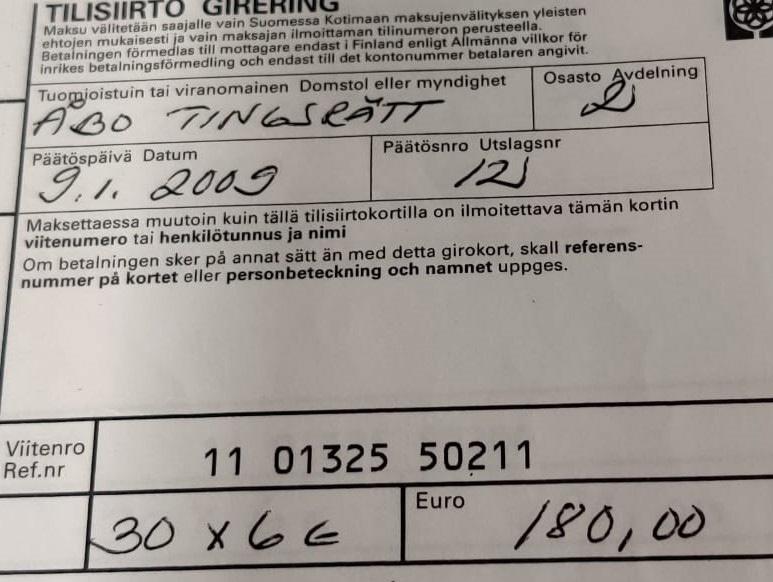 TILISIIRTO GIRERING
Maksu välitetään saajalle vain Suomessa Kotimaan maksujenvälityksen yleisten
ehtojen mukaisesti ja vain maksajan ilmoittaman tilinumeron perusteella.
Betalningen förmedlas till mottagare endast i Finland enligt Allmänna villkor för
inrikes betalningsförmedling och endast till det kontonummer betalaren angivit.
Tuomioistuin tai viranomainen Domstol eller myndighet
Osasto Avdelning
ÅBO TINGSRÄTT
2
Päätöspäivä Datum
Päätösnro Utslagsnr
9.1. 2009
121
Maksettaessa muutoin kuin tällä tilisiirtokortilla on ilmoitettava tämän kortin
viitenumero tai henkilötunnus ja nimi
Om betalningen sker på annat sätt än med detta girokort, skall referens-
nummer på kortet eller personbeteckning och namnet uppges.
Viitenro
Ref.nr
11 01325 50211
30 x 6 €
Euro
180,00